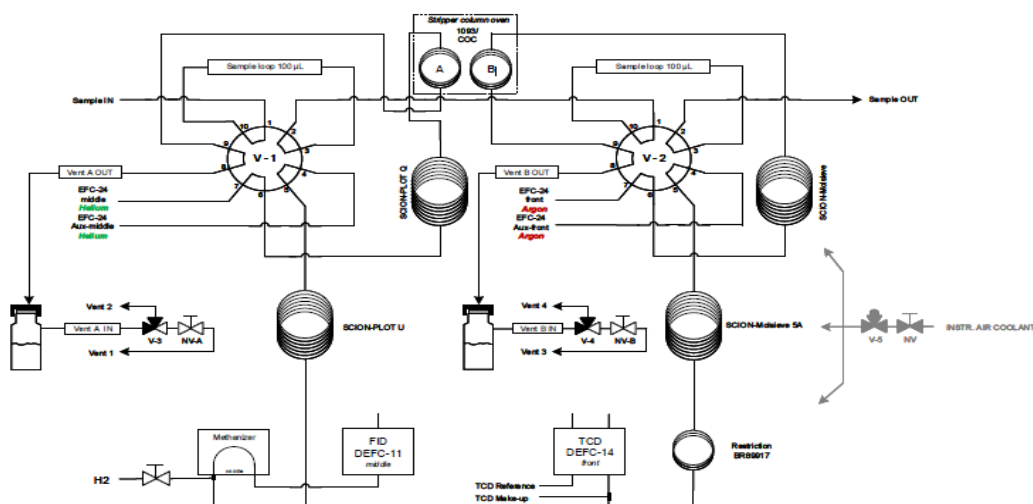 Stripper column oven
1093/
COC
A
B
Sample loop 100 µL
Sample loop 100 µL
Sample IN
Sample OUT
10
1
2
3
4
5
6
7
8
9
V-1
10
1
2
3
4
5
6
7
8
9
V-2
Vent A OUT
Vent B OUT
EFC-24
middle
Helium
EFC-24
Aux-middle
Helium
EFC-24
front
Argon
EFC-24
Aux-front
Argon
SCION-PLOT Q
SCION-Molsieve
Vent 2
Vent A IN
V-3
NV-A
Vent 1
SCION-PLOT U
Vent 4
Vent B IN
V-4
NV-B
Vent 3
SCION-Molsieve 5A
V-5
NV
INSTR. AIR COOLANT
Methanizer
H2
FID
DEFC-11
middle
TCD
DEFC-14
front
TCD Reference
TCD Make-up
Restriction
BR89917